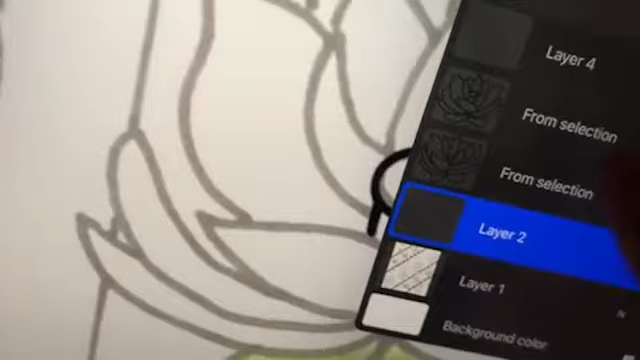 Layer 4
From selection
From selection
Layer 2
Layer 1
N
Background color